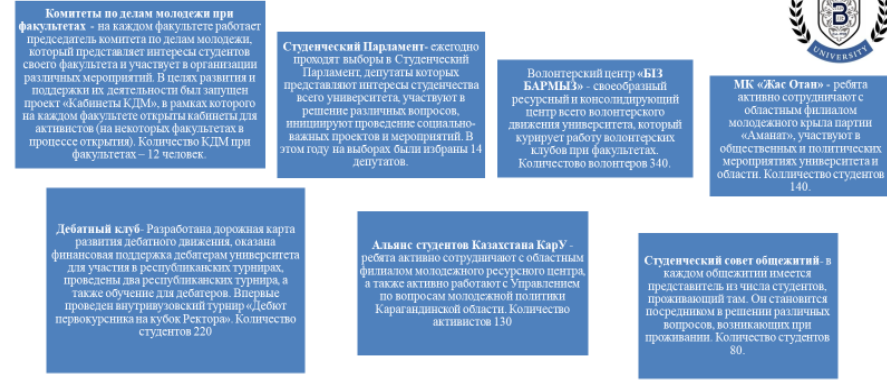 Комитеты по делам молодежи при
факультетах - на каждом факультете работает
председатель комитета по делам молодежи,
который представляет интересы студентов
своего факультета и участвует в организации
различных мероприятий. В целях развития и
поддержки их деятельности был запущен
проект «Кабинеты КДМ», в рамках которого
на каждом факультете открыты кабинеты для
активистов (на некоторых факультетах в
процессе открытия). Количество КДМ при
факультетах – 12 человек.
Студенческий Парламент- ежегодно
проходят выборы в Студенческий
Парламент, депутаты которых
представляют интересы студенчества
всего университета, участвуют в
решение различных вопросов,
инициируют проведение социально-
важных проектов и мероприятий. В
этом году на выборах были избраны 14
депутатов.
Волонтерский центр «БІЗ
БАРМЫЗ» - своеобразный
ресурсный и консолидирующий
центр всего волонтерского
движения университета, который
курирует работу волонтерских
клубов при факультетах.
Количестово волонтеров 340.
B
UNIVERSITY
МК «Жас Отан» - ребята
активно сотрудничают с
областным филиалом
молодежного крыла партии
«Аманат», участвуют в
общественных и политических
мероприятиях университета и
области. Колличество студентов
140.
Дебатный клуб- Разработана дорожная карта
развития дебатного движения, оказана
финансовая поддержка дебатерам университета
для участия в республиканских турнирах,
проведены два республиканских турнира, а
также обучение для дебатеров. Впервые
проведен внутривузовский турнир «Дебют
первокурсника на кубок Ректора». Количество
студентов 220
Альянс студентов Казахстана КарУ -
ребята активно сотрудничают с областным
филиалом молодежного ресурсного центра,
а также активно работают с Управлением
по вопросам молодежной политики
Карагандинской области. Количество
активистов 130
Студенческий совет общежитий- в
каждом общежитии имеется
представитель из числа студентов,
проживающий там. Он становится
посредником в решении различных
вопросов, возникающих при
проживании. Количество студентов
80.